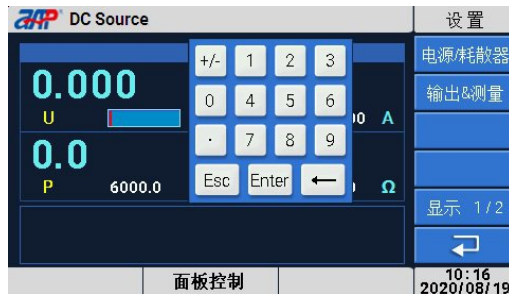 AAP DC Source
设置
电源/耗散器
输出&测量
显示 1/2
+/- 1 2 3
0 4 5 6
· 7 8 9
Esc Enter ←
0.000
U
A
0.0
P 6000.0
Ω
面板控制
10:16
2020/08/19